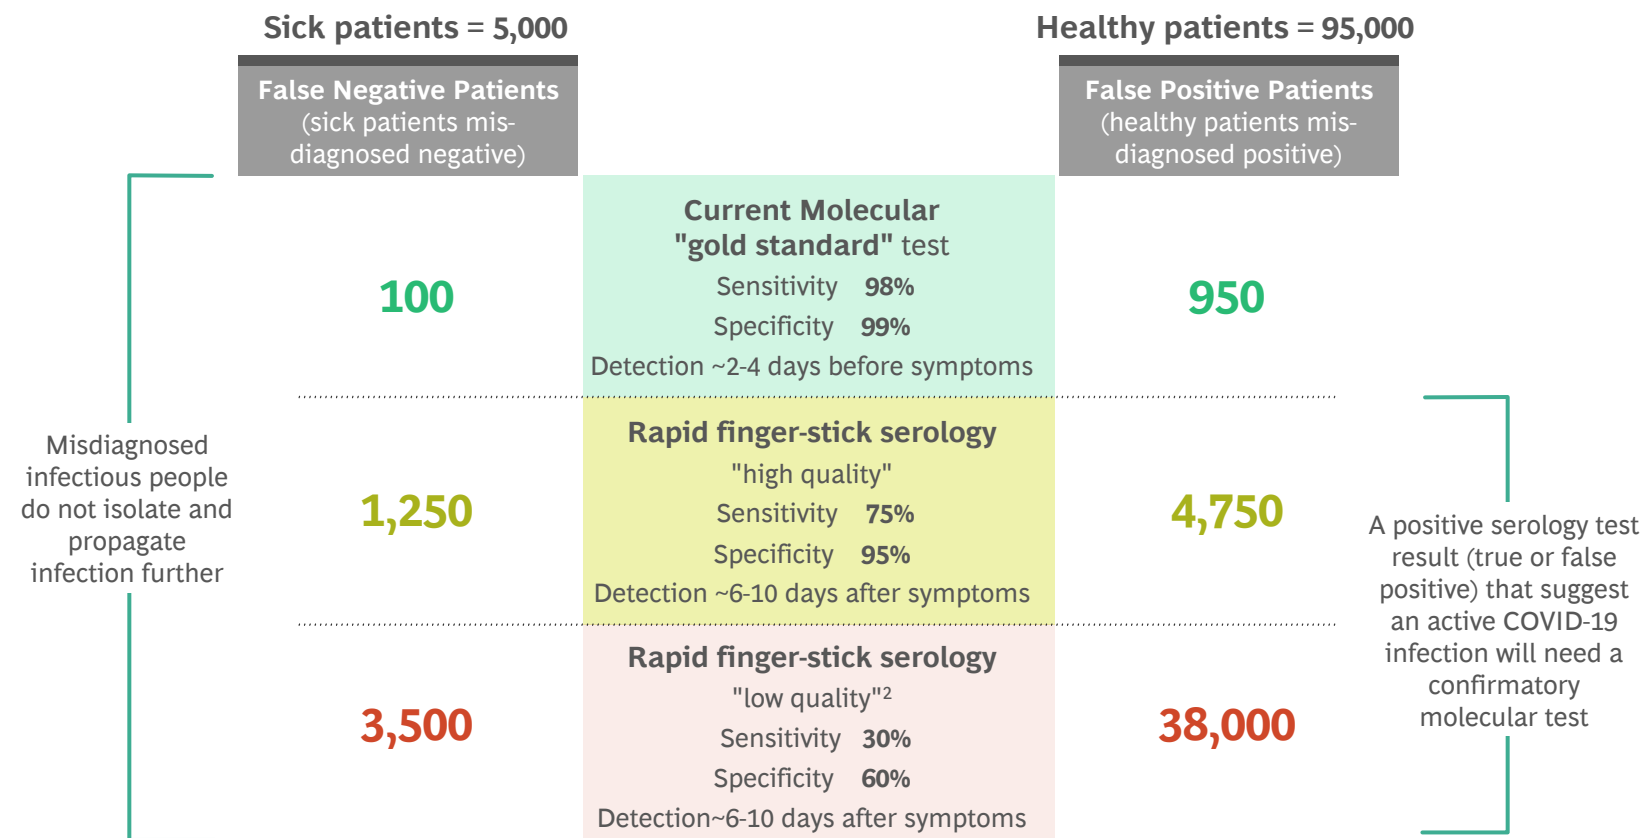 Sick patients = 5,000
Healthy patients = 95,000
False Negative Patients
(sick patients mis-
diagnosed negative)
False Positive Patients
(healthy patients mis-
diagnosed positive)
Misdiagnosed
infectious people
do not isolate and
propagate
infection further
100
Current Molecular
"gold standard" test
Sensitivity 98%
Specificity 99%
Detection ~2-4 days before symptoms
950
1,250
Rapid finger-stick serology
"high quality"
Sensitivity 75%
Specificity 95%
Detection ~6-10 days after symptoms
4,750
3,500
Rapid finger-stick serology
"low quality"²
Sensitivity 30%
Specificity 60%
Detection~6-10 days after symptoms
38,000
A positive serology test
result (true or false
positive) that suggest
an active COVID-19
infection will need a
confirmatory
molecular test